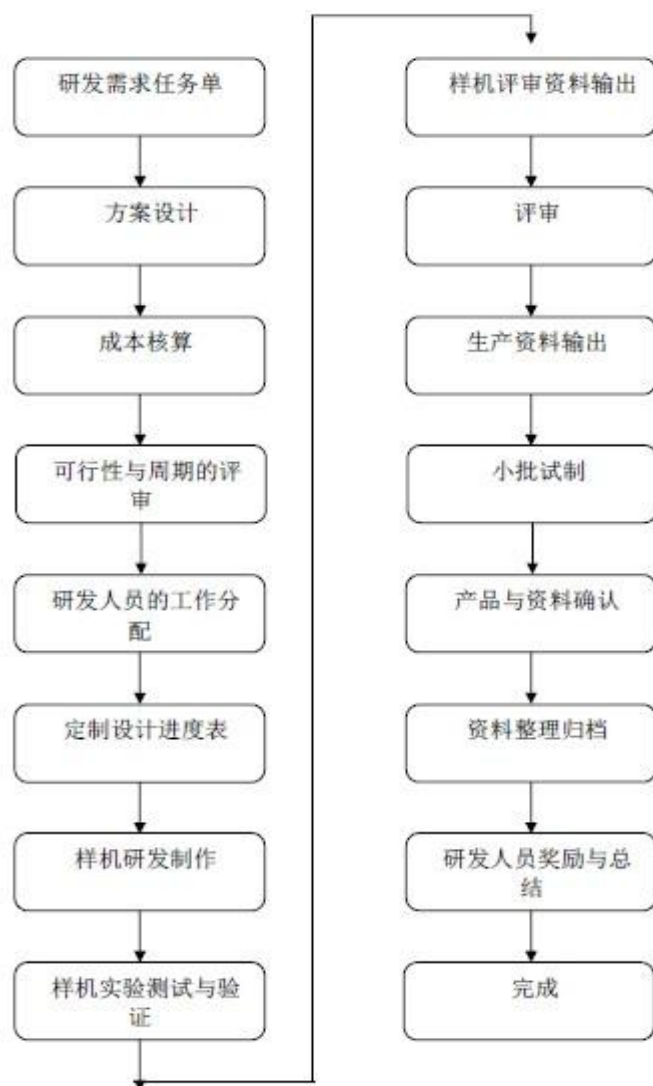 研发需求任务单
方案设计
成本核算
可行性与周期的评
审
研发人员的工作分
配
定制设计进度表
样机研发制作
样机实验测试与验
证
样机评审资料输出
评审
生产资料输出
小批试制
产品与资料确认
资料整理归档
研发人员奖励与总
结
完成